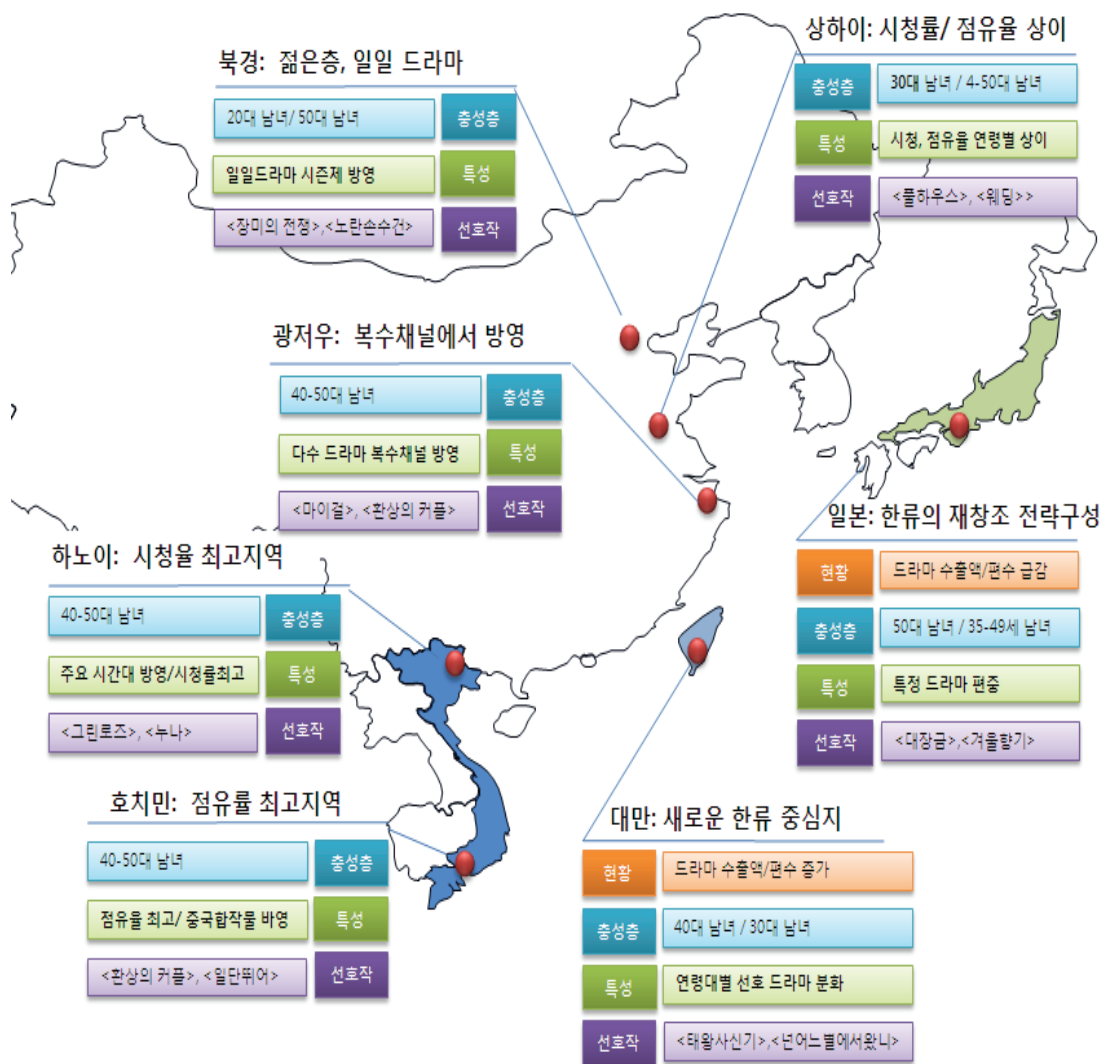 북경: 젊은층, 일일 드라마
20대 남녀/ 50대 남녀
충성층
일일드라마 시즌제 방영
특성
<장미의 전쟁>,<노란손수건>
선호작
상하이: 시청률/ 점유율 상이
충성층
30대 남녀 / 4-50대 남녀
특성
시청, 점유율 연령별 상이
선호작
<풀하우스>, <웨딩>>
광저우: 복수채널에서 방영
40-50대 남녀
충성층
다수 드라마 복수채널 방영
특성
<마이걸>, <환상의 커플>
선호작
하노이: 시청율 최고지역
40-50대 남녀
충성층
주요 시간대 방영/시청률최고
특성
<그린로즈>, <누나>
선호작
호치민: 점유률 최고지역
40-50대 남녀
충성층
점유율 최고/ 중국합작물 바영
특성
<환상의 커플>, <일단뛰어>
선호작
일본: 한류의 재창조 전략구성
현황
드라마 수출액/편수 급감
충성층
50대 남녀 / 35-49세 남녀
특성
특정 드라마 편중
선호작
<대장금>,<겨울향기>
대만: 새로운 한류 중심지
현황
드라마 수출액/편수 증가
충성층
40대 남녀 / 30대 남녀
특성
연령대별 선호 드라마 분화
선호작
<태왕사신기>,<넌어느별에서왔니>